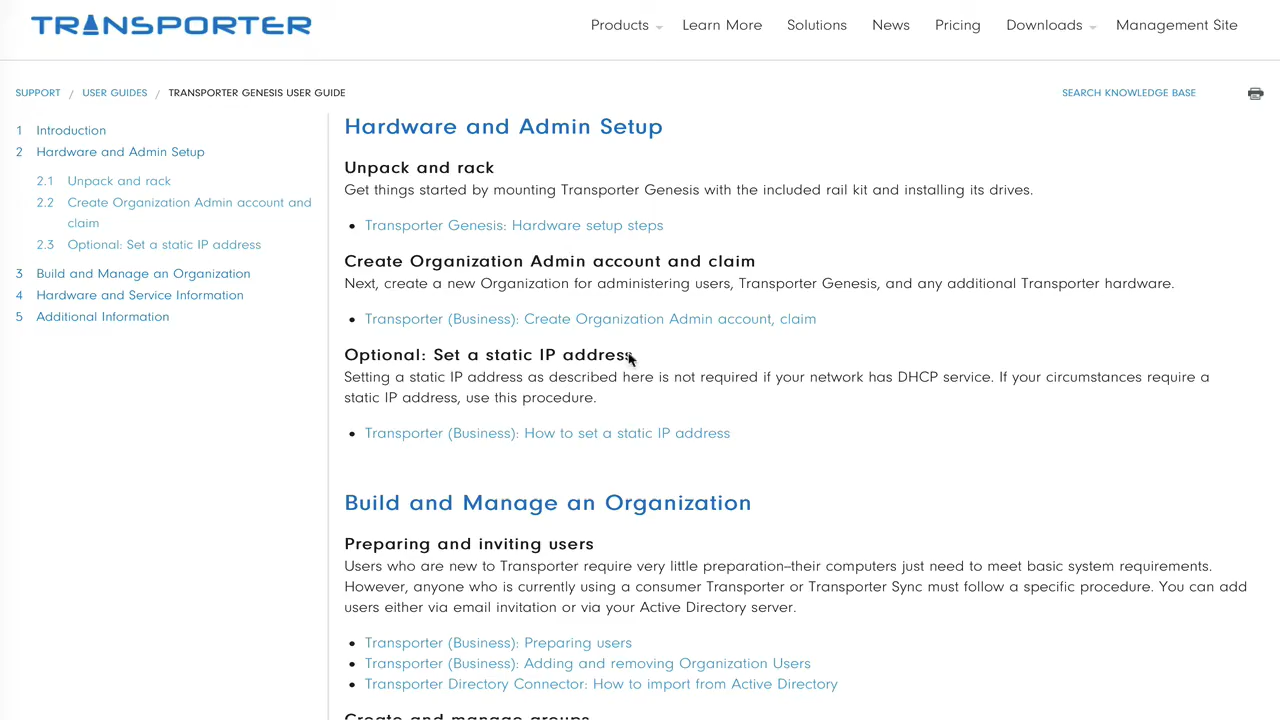 TRANSPORTER
Products Learn More Solutions News Pricing Downloads Management Site
SUPPORT / USER GUIDES / TRANSPORTER GENESIS USER GUIDE
SEARCH KNOWLEDGE BASE
1 Introduction
2 Hardware and Admin Setup
2.1 Unpack and rack
2.2 Create Organization Admin account and
claim
2.3 Optional: Set a static IP address
3 Build and Manage an Organization
4 Hardware and Service Information
5 Additional Information
Hardware and Admin Setup
Unpack and rack
Get things started by mounting Transporter Genesis with the included rail kit and installing its drives.
• Transporter Genesis: Hardware setup steps
Create Organization Admin account and claim
Next, create a new Organization for administering users, Transporter Genesis, and any additional Transporter hardware.
• Transporter (Business): Create Organization Admin account, claim
Optional: Set a static IP address
Setting a static IP address as described here is not required if your network has DHCP service. If your circumstances require a
static IP address, use this procedure.
• Transporter (Business): How to set a static IP address
Build and Manage an Organization
Preparing and inviting users
Users who are new to Transporter require very little preparation–their computers just need to meet basic system requirements.
However, anyone who is currently using a consumer Transporter or Transporter Sync must follow a specific procedure. You can add
users either via email invitation or via your Active Directory server.
• Transporter (Business): Preparing users
• Transporter (Business): Adding and removing Organization Users
• Transporter Directory Connector: How to import from Active Directory
Create and manage groups